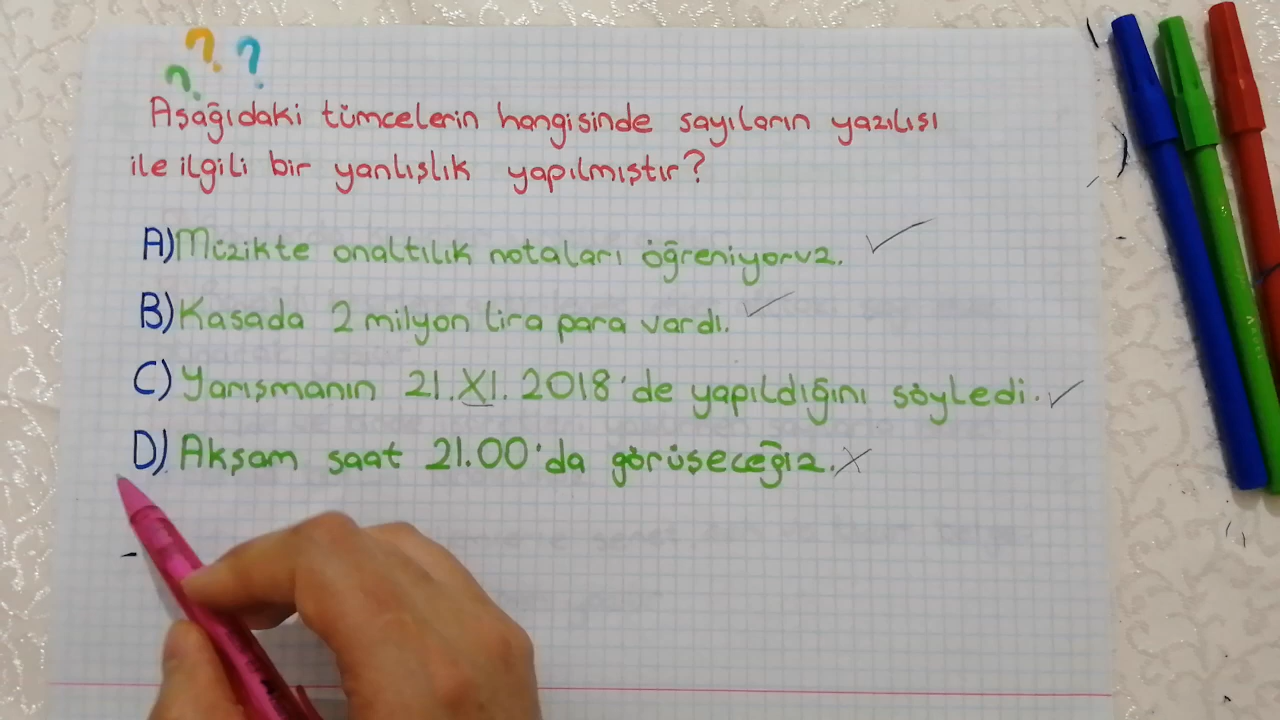 ? ? ?
Aşağıdaki tümcelerin hangisinde sayıların yazılışı
ile ilgili bir yanlışlık yapılmıştır?
A) Müzikte onaltılık notaları öğreniyoruz.
B) Kasada 2 milyon lira para vardı.
C) Yarışmanın 21.XI.2018'de yapıldığını söyledi.
D) Akşam saat 21.00'da görüşeceğiz.